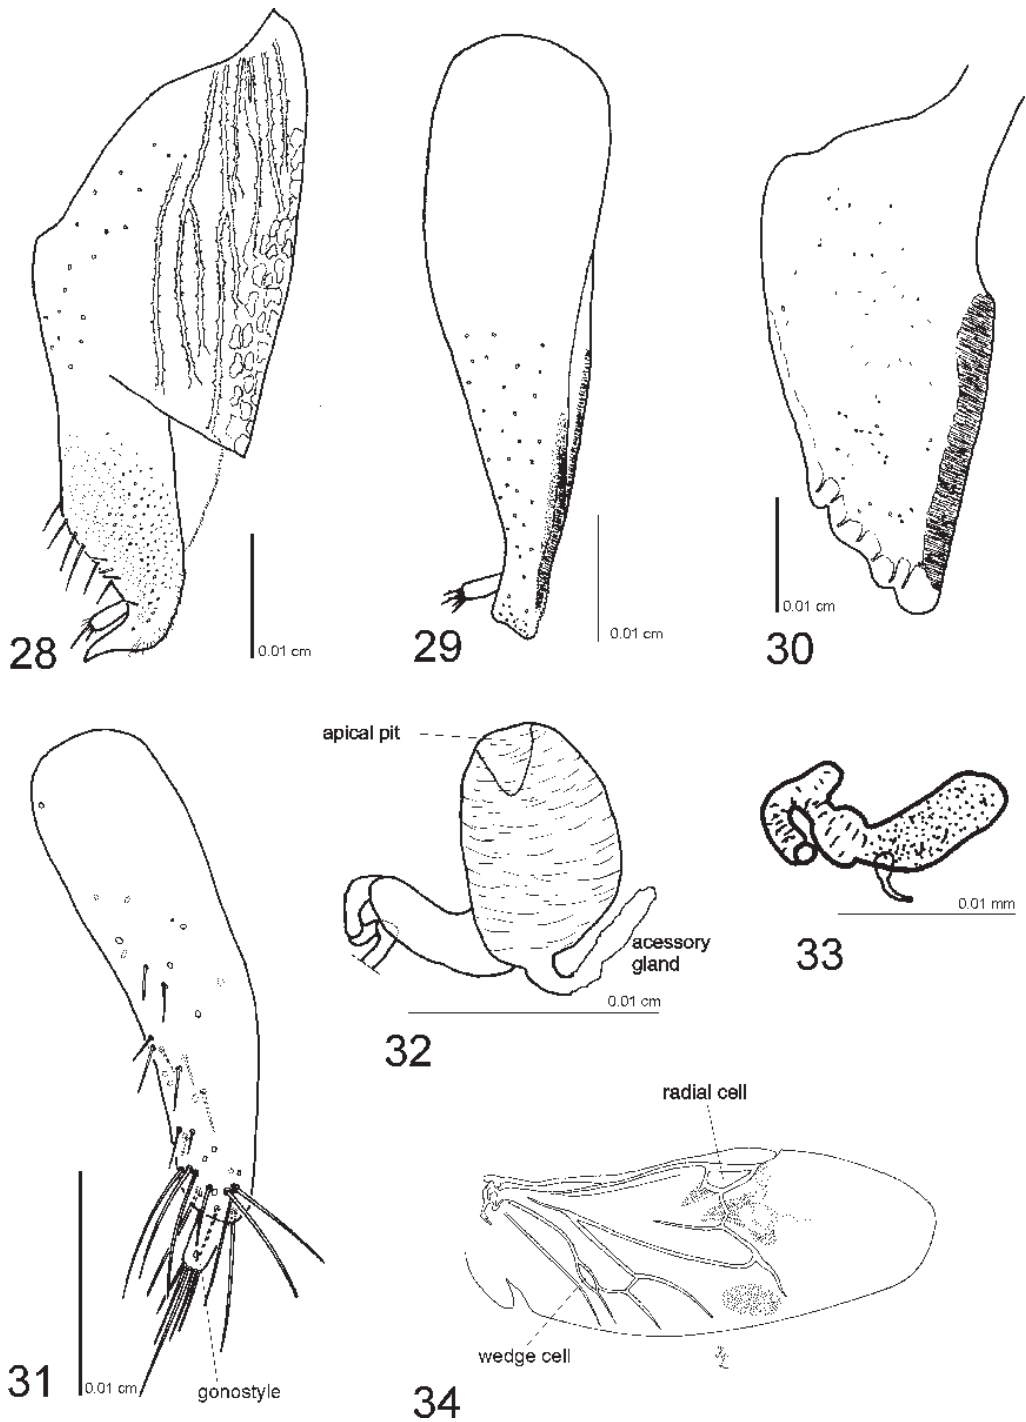 28
0.01 cm
29
0.01 cm
30
0.01 cm
apical pit
acessory
gland
0.01 cm
32
0.01 mm
33
31
0.01 cm
gonostyle
radial cell
wedge cell
34